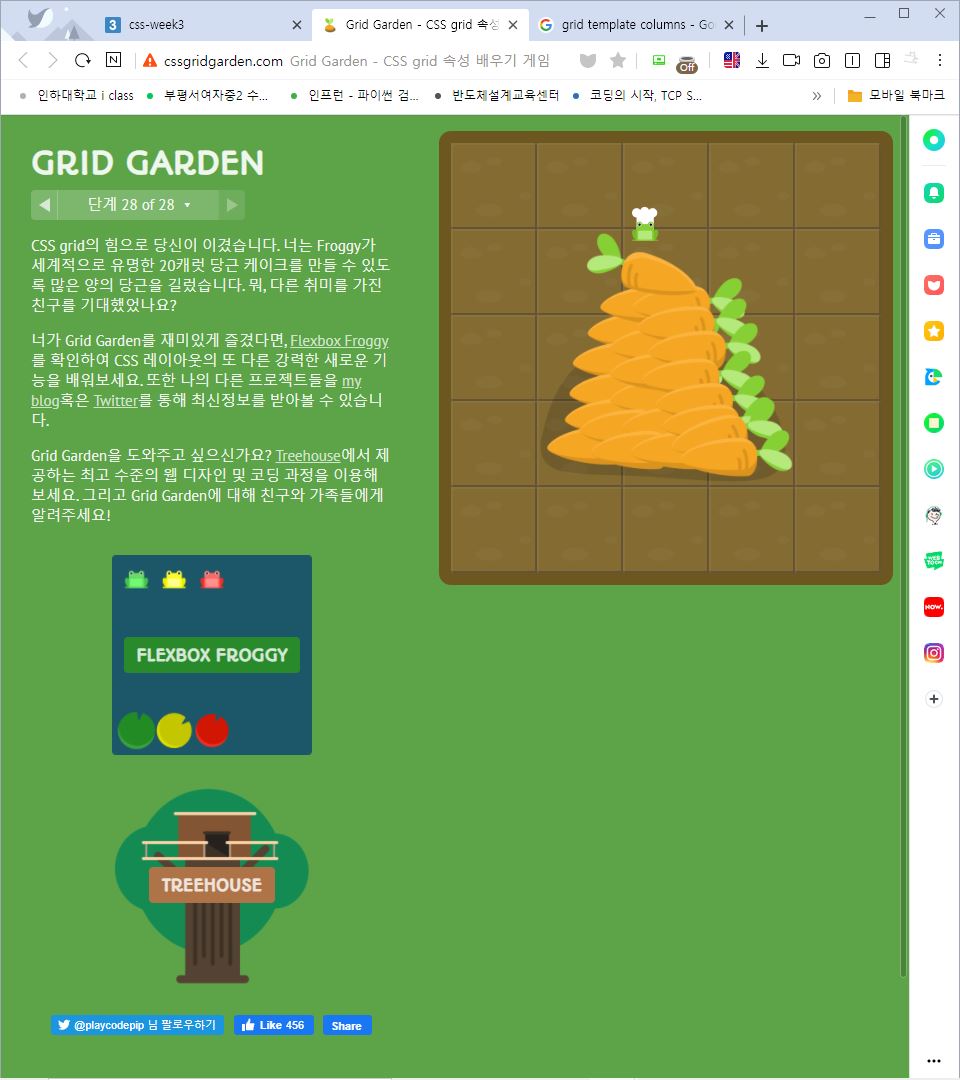 css-week3
Grid Garden - CSS grid 속성
grid template columns - Go
N
cssgridgarden.com Grid Garden - CSS grid 속성 배우기 게임
Off
인하대학교 i class
부평서여자중2 수...
인프런 - 파이썬 검...
반도체설계교육센터
코딩의 시작, TCP S...
»
모바일 북마크
GRID GARDEN
단계 28 of 28
CSS grid의 힘으로 당신이 이겼습니다. 너는 Froggy가
세계적으로 유명한 20캐럿 당근 케이크를 만들 수 있도
록 많은 양의 당근을 길렀습니다. 뭐, 다른 취미를 가진
친구를 기대했었나요?
너가 Grid Garden를 재미있게 즐겼다면, Flexbox Froggy
를 확인하여 CSS 레이아웃의 또 다른 강력한 새로운 기
능을 배워보세요. 또한 나의 다른 프로젝트들을 my
blog혹은 Twitter를 통해 최신정보를 받아볼 수 있습니
다.
Grid Garden을 도와주고 싶으신가요? Treehouse에서 제
공하는 최고 수준의 웹 디자인 및 코딩 과정을 이용해
보세요. 그리고 Grid Garden에 대해 친구와 가족들에게
알려주세요!
FLEXBOX FROGGY
TREEHOUSE
@playcodepip 님 팔로우하기
Like 456
Share
WEB
TOON
NOW.